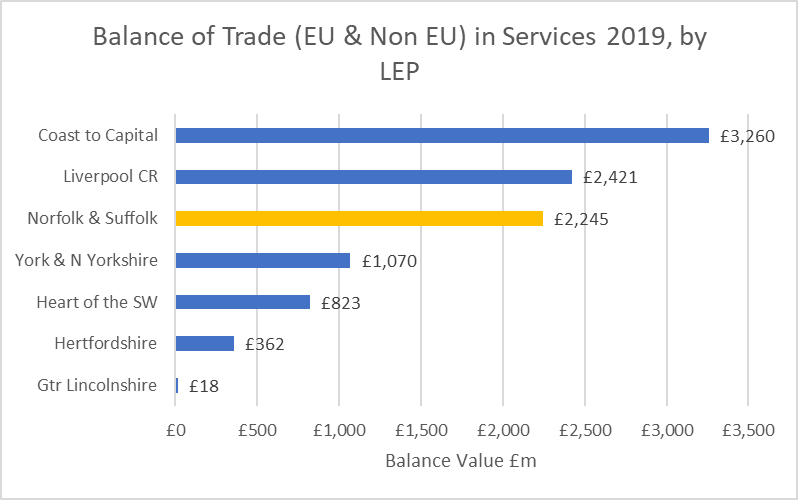 Balance of Trade (EU & Non EU) in Services 2019, by
LEP
Coast to Capital £3,260
Liverpool CR £2,421
Norfolk & Suffolk £2,245
York & N Yorkshire £1,070
Heart of the SW £823
Hertfordshire £362
Gtr Lincolnshire £18
£0 £500 £1,000 £1,500 £2,000 £2,500 £3,000 £3,500
Balance Value £m